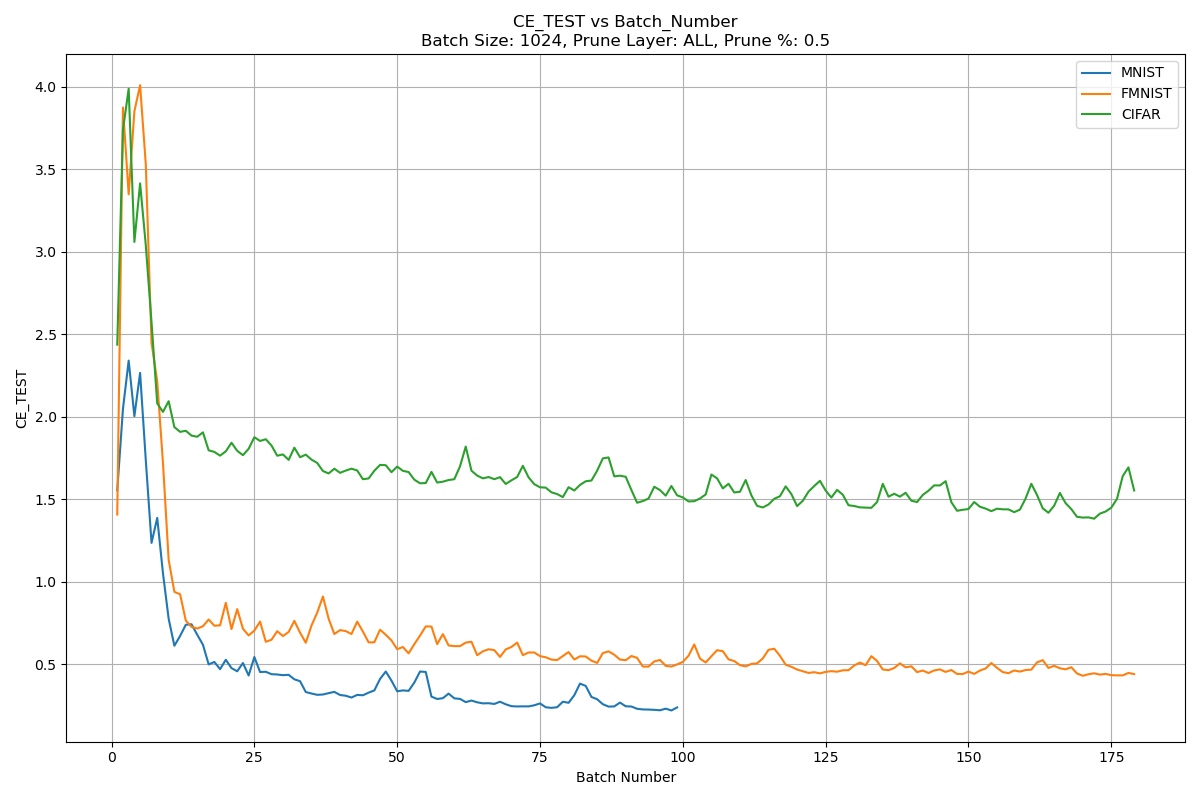 CE_TEST vs Batch_Number
Batch Size: 1024, Prune Layer: ALL, Prune %: 0.5
MNIST
FMNIST
CIFAR
4.0
3.5
3.0
2.5
2.0
1.5
1.0
0.5
CE_TEST
0 25 50 75 100 125 150 175
Batch Number